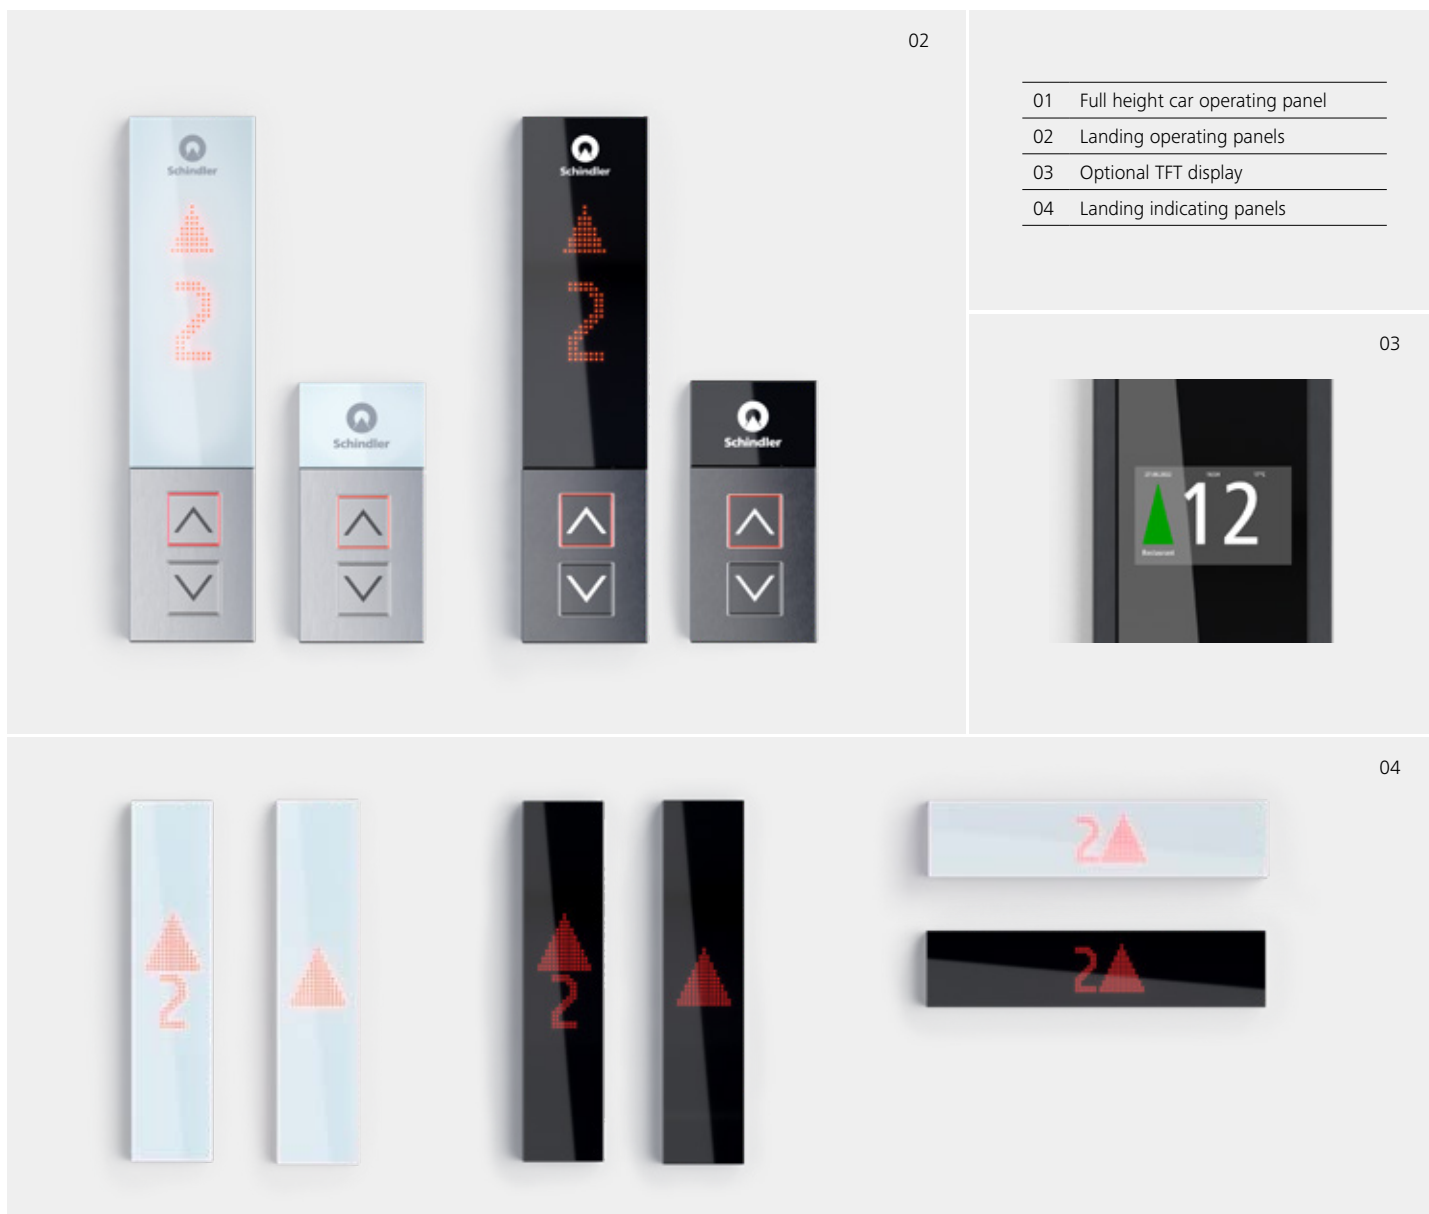 02
Schindler
2
Schindler
Schindler
2
Schindler
01 Full height car operating panel
02 Landing operating panels
03 Optional TFT display
04 Landing indicating panels
03
12
Restaurant
04
2
2
2
2